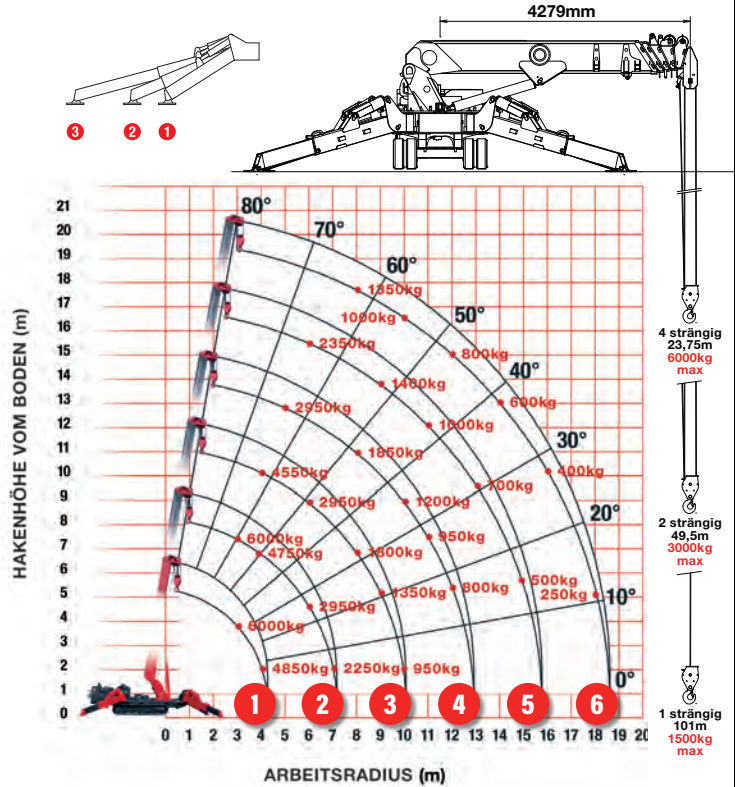 4279mm
3 2 1
21
20
19
18
17
16
15
14
13
12
11
10
9
8
7
6
5
4
3
2
1
0
HAKENHÖHE VOM BODEN (m)
80°
70°
60°
50°
40°
30°
20°
10°
0°
1350kg
1000kg
800kg
600kg
400kg
250kg
2350kg
1400kg
1000kg
700kg
500kg
2950kg
1850kg
1200kg
950kg
800kg
4550kg
2950kg
1800kg
1350kg
950kg
6000kg
4750kg
2950kg
2250kg
6000kg
4850kg
1 2 3 4 5 6
0 1 2 3 4 5 6 7 8 9 10 11 12 13 14 15 16 17 18 19 20
ARBEITSRADIUS (m)
4 strängig
23,75m
6000kg
max
2 strängig
49,5m
3000kg
max
1 strängig
101m
1500kg
max